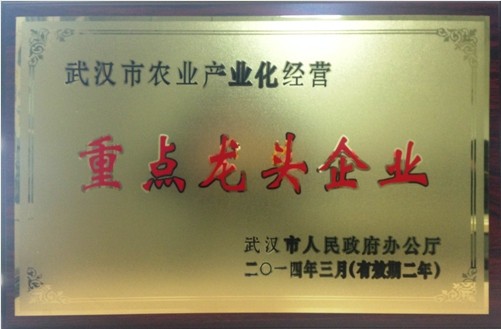 武汉市农业产业化经营
重点龙头企业
武汉市人民政府办公厅
二〇一四年三月(有效期二年)